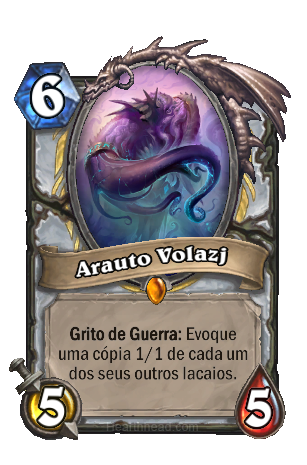 6
Arauto Volazj
Grito de Guerra: Evoque
uma cópia 1/1 de cada um
dos seus outros lacaios.
5
5